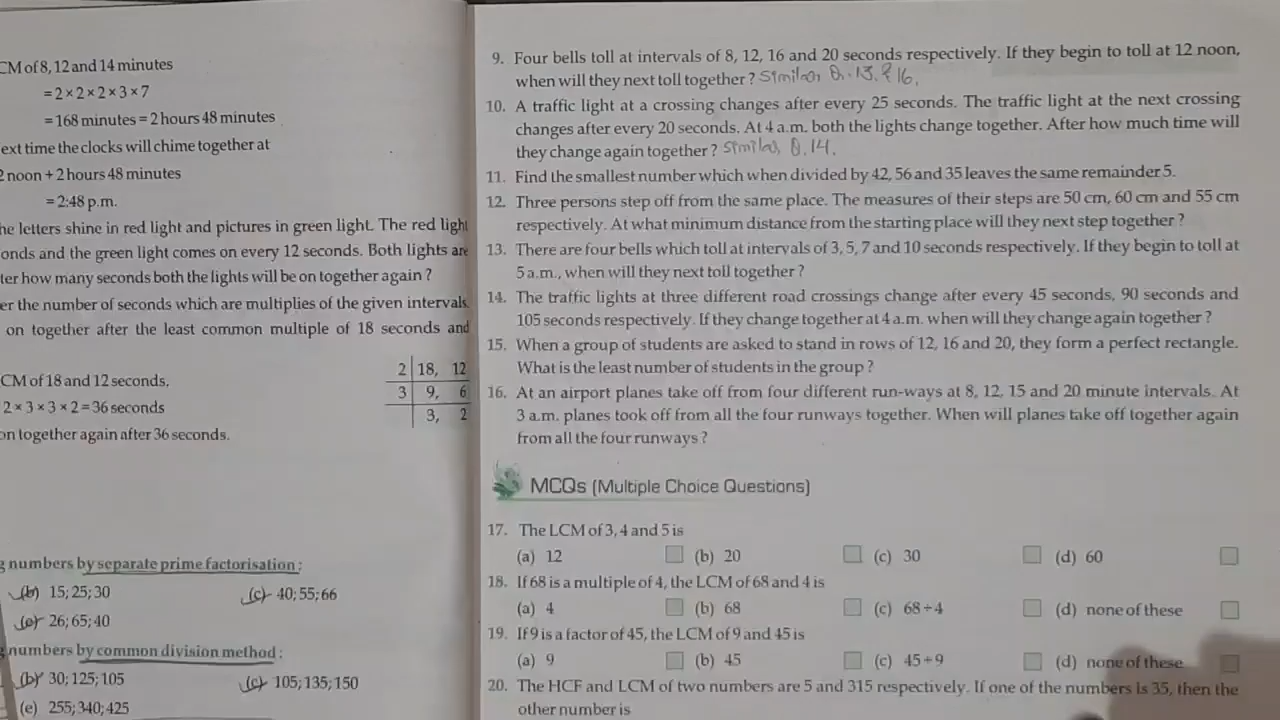 CM of 8, 12 and 14 minutes
= 2 × 2 × 2 × 3 × 7
= 168 minutes = 2 hours 48 minutes
ext time the clocks will chime together at
2 noon + 2 hours 48 minutes
= 2:48 p.m.
he letters shine in red light and pictures in green light. The red light
onds and the green light comes on every 12 seconds. Both lights are
ter how many seconds both the lights will be on together again ?
er the number of seconds which are multiplies of the given intervals.
on together after the least common multiple of 18 seconds and
CM of 18 and 12 seconds,
2 × 3 × 3 × 2 = 36 seconds
on together again after 36 seconds.
2 18, 12
3 9, 6
3, 2
g numbers by separate prime factorisation :
(b) 15; 25; 30 (c) 40; 55; 66
(e) 26; 65; 40
g numbers by common division method :
(b) 30; 125; 105 (c) 105; 135; 150
(e) 255; 340; 425
9. Four bells toll at intervals of 8, 12, 16 and 20 seconds respectively. If they begin to toll at 12 noon,
when will they next toll together ? Similar Q. 13. & 16.
10. A traffic light at a crossing changes after every 25 seconds. The traffic light at the next crossing
changes after every 20 seconds. At 4 a.m. both the lights change together. After how much time will
they change again together ? Similar Q. 14.
11. Find the smallest number which when divided by 42, 56 and 35 leaves the same remainder 5.
12. Three persons step off from the same place. The measures of their steps are 50 cm, 60 cm and 55 cm
respectively. At what minimum distance from the starting place will they next step together ?
13. There are four bells which toll at intervals of 3, 5, 7 and 10 seconds respectively. If they begin to toll at
5 a.m., when will they next toll together ?
14. The traffic lights at three different road crossings change after every 45 seconds, 90 seconds and
105 seconds respectively. If they change together at 4 a.m. when will they change again together ?
15. When a group of students are asked to stand in rows of 12, 16 and 20, they form a perfect rectangle.
What is the least number of students in the group ?
16. At an airport planes take off from four different run-ways at 8, 12, 15 and 20 minute intervals. At
3 a.m. planes took off from all the four runways together. When will planes take off together again
from all the four runways ?
MCQs (Multiple Choice Questions)
17. The LCM of 3, 4 and 5 is
(a) 12 (b) 20 (c) 30 (d) 60
18. If 68 is a multiple of 4, the LCM of 68 and 4 is
(a) 4 (b) 68 (c) 68 ÷ 4 (d) none of these
19. If 9 is a factor of 45, the LCM of 9 and 45 is
(a) 9 (b) 45 (c) 45 ÷ 9 (d) none of these
20. The HCF and LCM of two numbers are 5 and 315 respectively. If one of the numbers is 35, then the
other number is